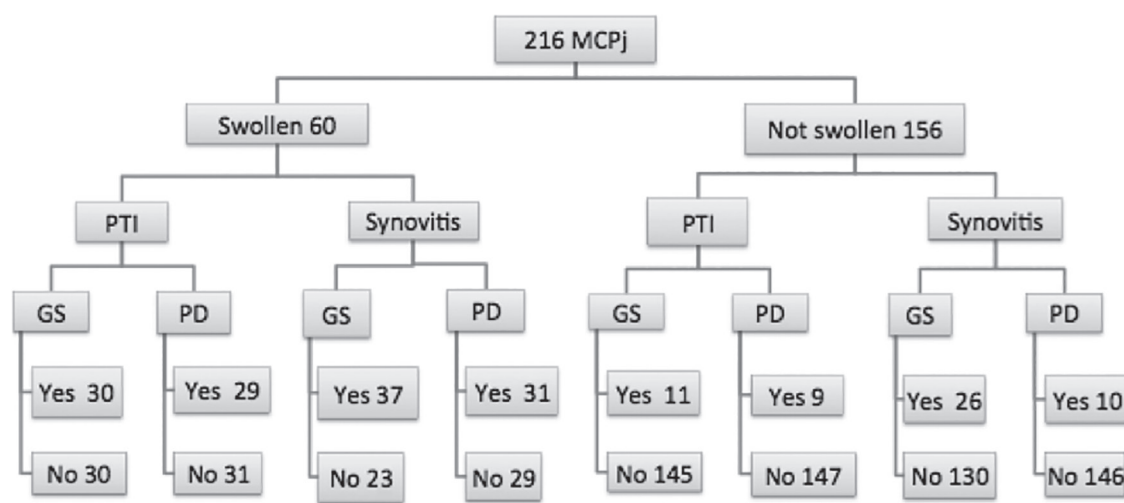 216 MCPj
Swollen 60
Not swollen 156
PTI
Synovitis
PTI
Synovitis
GS
PD
GS
PD
GS
PD
GS
PD
Yes 30
Yes 29
Yes 37
Yes 31
Yes 11
Yes 9
Yes 26
Yes 10
No 30
No 31
No 23
No 29
No 145
No 147
No 130
No 146